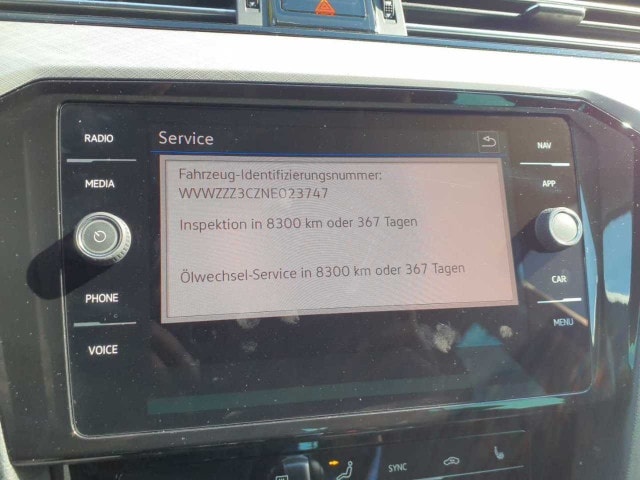 RADIO
Service
NAV
MEDIA
APP
Fahrzeug-Identifizierungsnummer:
WVWZZZ3CZNE023747
Inspektion in 8300 km oder 367 Tagen
Ölwechsel-Service in 8300 km oder 367 Tagen
PHONE
CAR
VOICE
MENU
SYNC